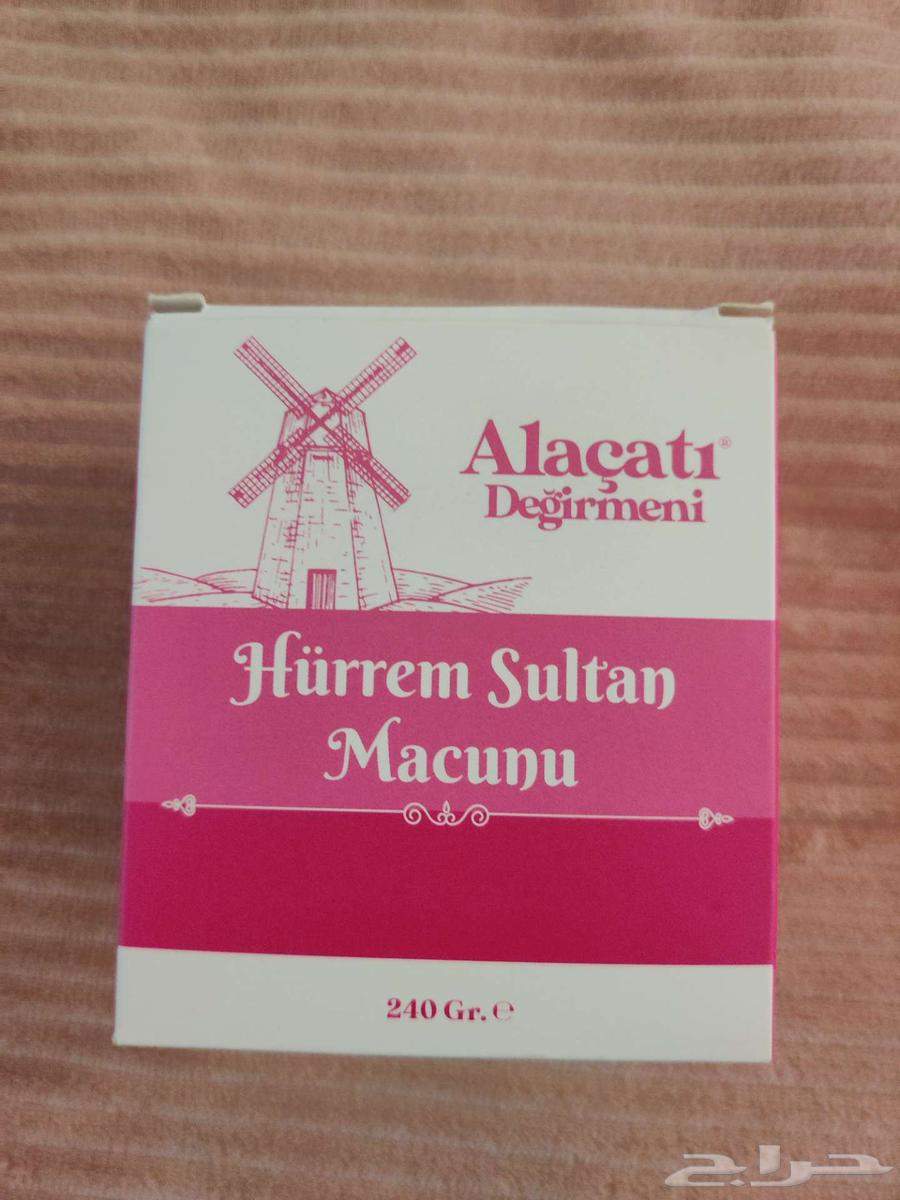 Alaçatı®
Değirmeni
Hürrem Sultan
Macunu
240 Gr. ℮
حراج